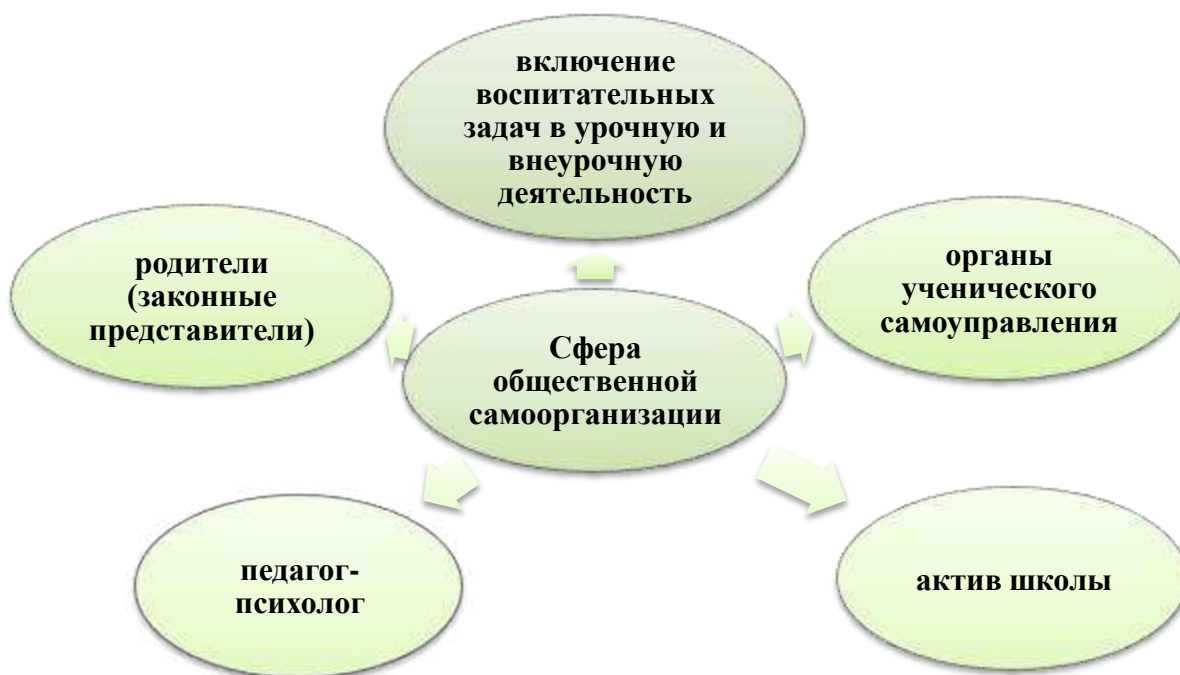 включение
воспитательных
задач в урочную и
внеурочную
деятельность
родители
(законные
представители)
органы
ученического
самоуправления
Сфера
общественной
самоорганизации
педагог-
психолог
актив школы